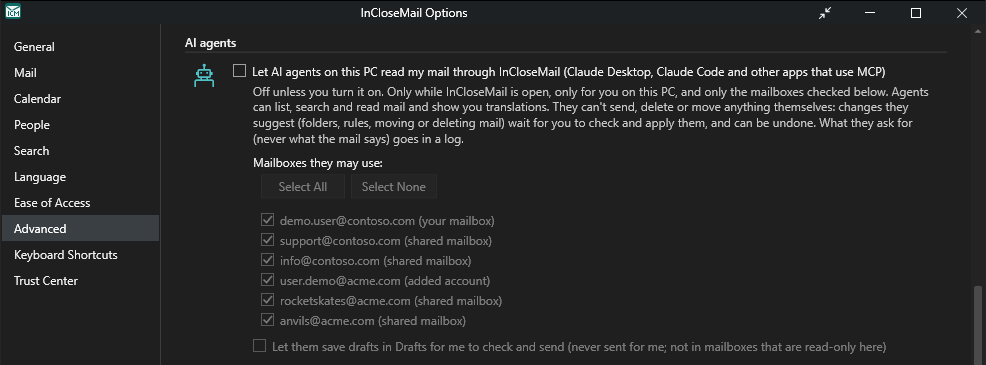 ICM
InCloseMail Options
General
Mail
Calendar
People
Search
Language
Ease of Access
Advanced
Keyboard Shortcuts
Trust Center
AI agents
Let AI agents on this PC read my mail through InCloseMail (Claude Desktop, Claude Code and other apps that use MCP)
Off unless you turn it on. Only while InCloseMail is open, only for you on this PC, and only the mailboxes checked below. Agents
can list, search and read mail and show you translations. They can't send, delete or move anything themselves: changes they
suggest (folders, rules, moving or deleting mail) wait for you to check and apply them, and can be undone. What they ask for
(never what the mail says) goes in a log.
Mailboxes they may use:
Select All
Select None
demo.user@contoso.com (your mailbox)
support@contoso.com (shared mailbox)
info@contoso.com (shared mailbox)
user.demo@acme.com (added account)
rocketskates@acme.com (shared mailbox)
anvils@acme.com (shared mailbox)
Let them save drafts in Drafts for me to check and send (never sent for me; not in mailboxes that are read-only here)